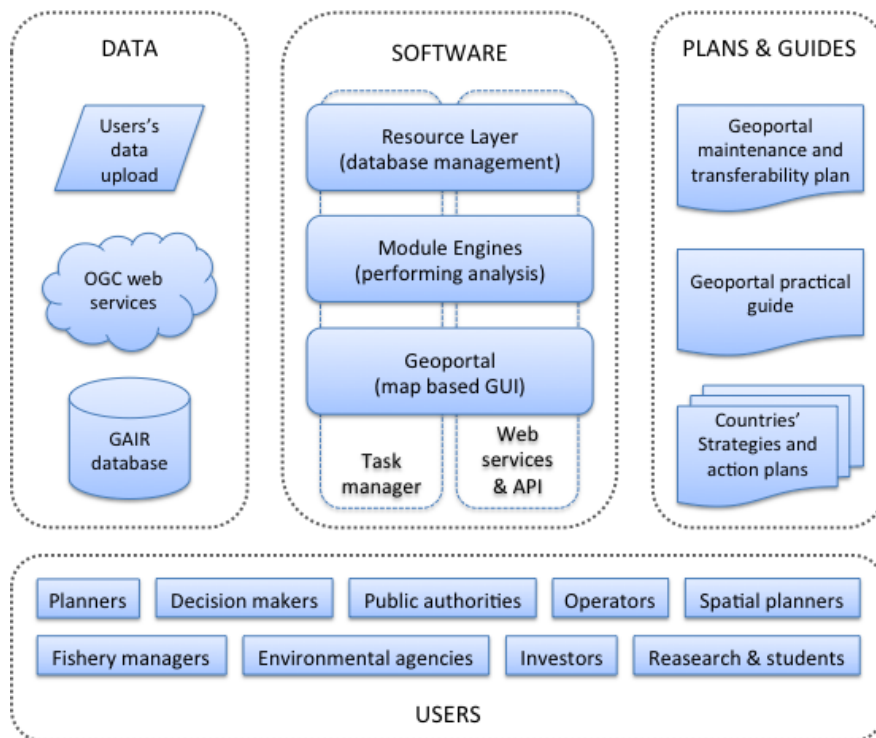 DATA
Users's
data
upload
OGC web
services
GAIR
database
SOFTWARE
Resource Layer
(database management)
Module Engines
(performing analysis)
Geoportal
(map based GUI)
Task
manager
Web
services
& API
PLANS & GUIDES
Geoportal
maintenance and
transferability plan
Geoportal practical
guide
Countries'
Strategies and
action plans
Planners
Decision makers
Public authorities
Operators
Spatial planners
Fishery managers
Environmental agencies
Investors
Reasearch & students
USERS